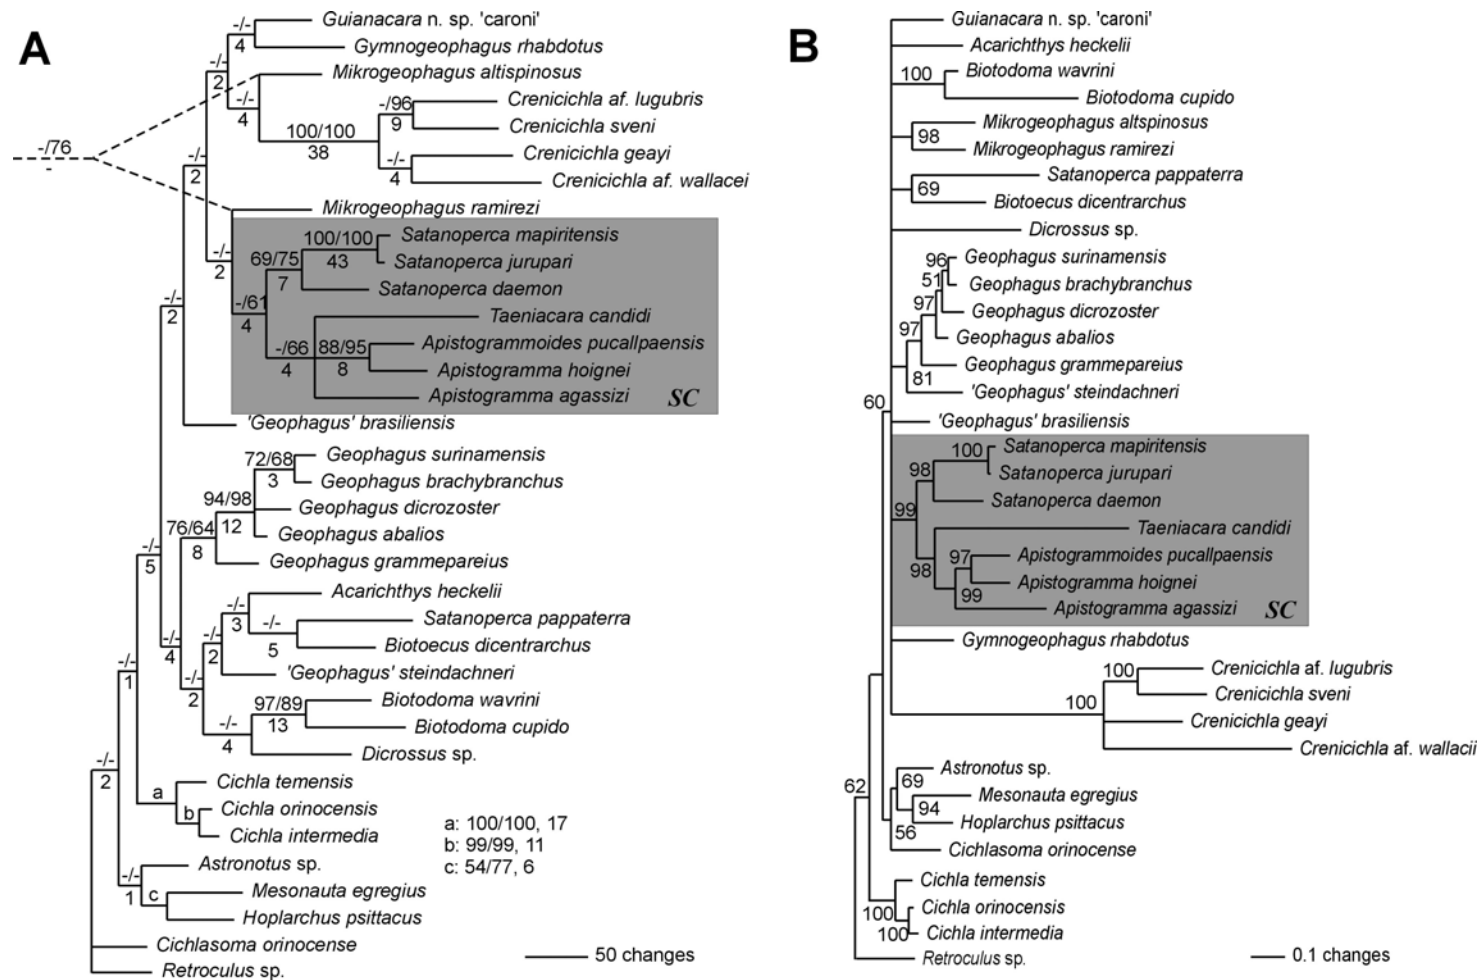 A
-/-
4
Guianacara n. sp. 'caroni'
Gymnogeophagus rhabdotus
-/-
2
Mikrogeophagus altispinosus
-/-
4
-/96
9
Crenicichla af. lugubris
Crenicichla sveni
100/100
38
-/-
4
Crenicichla geayi
Crenicichla af. wallacei
-/76
-
-/-
2
Mikrogeophagus ramirezi
-/-
2
100/100
43
Satanoperca mapiritensis
Satanoperca jurupari
69/75
7
Satanoperca daemon
-/61
4
Taeniacara candidi
-/66
4
88/95
8
Apistogrammoides pucallpaensis
Apistogramma hoignei
Apistogramma agassizi
SC
-/-
2
'Geophagus' brasiliensis
72/68
3
Geophagus surinamensis
Geophagus brachybranchus
94/98
12
Geophagus dicrozoster
Geophagus abalios
76/64
8
Geophagus grammepareius
-/-
5
Acarichthys heckelii
-/-
3
-/-
5
Satanoperca pappaterra
Biotoecus dicentrarchus
-/-
2
'Geophagus' steindachneri
-/-
4
-/-
2
97/89
13
Biotodoma wavrini
Biotodoma cupido
-/-
4
Dicrossus sp.
-/-
1
a
Cichla temensis
b
Cichla orinocensis
Cichla intermedia
a: 100/100, 17
b: 99/99, 11
c: 54/77, 6
-/-
2
-/-
1
Astronotus sp.
c
Mesonauta egregius
Hoplarchus psittacus
Cichlasoma orinocense
Retroculus sp.
50 changes
B
Guianacara n. sp. 'caroni'
Acarichthys heckelii
100
Biotodoma wavrini
Biotodoma cupido
Mikrogeophagus altspinosus
98
Mikrogeophagus ramirezi
Satanoperca pappaterra
69
Biotoecus dicentrarchus
Dicrossus sp.
96
Geophagus surinamensis
51
Geophagus brachybranchus
97
Geophagus dicrozoster
97
Geophagus abalios
Geophagus grammepareius
81
'Geophagus' steindachneri
60
'Geophagus' brasiliensis
100
Satanoperca mapiritensis
98
Satanoperca jurupari
Satanoperca daemon
99
Taeniacara candidi
97
Apistogrammoides pucallpaensis
98
Apistogramma hoignei
99
Apistogramma agassizi
SC
Gymnogeophagus rhabdotus
100
Crenicichla af. lugubris
Crenicichla sveni
100
Crenicichla geayi
Crenicichla af. wallacii
Astronotus sp.
69
62
Mesonauta egregius
94
Hoplarchus psittacus
56
Cichlasoma orinocense
Cichla temensis
100
Cichla orinocensis
100
Cichla intermedia
Retroculus sp.
0.1 changes